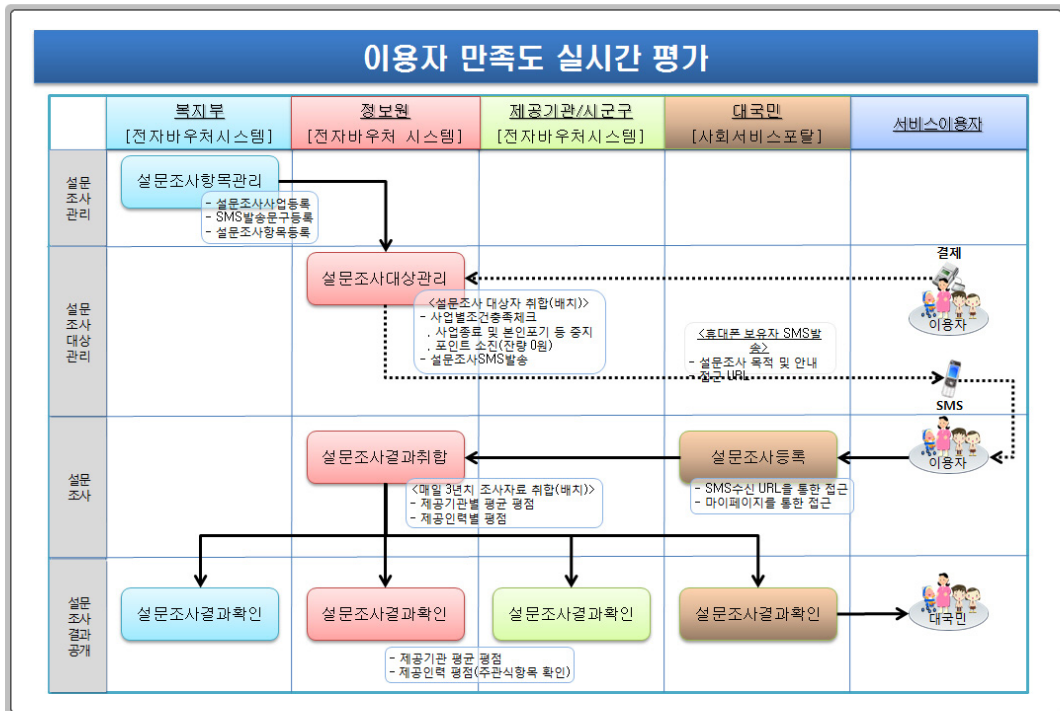 이용자 만족도 실시간 평가
복지부
[전자바우처시스템]
정보원
[전자바우처 시스템]
제공기관/시군구
[전자바우처시스템]
대국민
[사회서비스포탈]
서비스이용자
설문
조사
관리
설문조사항목관리
- 설문조사사업등록
- SMS발송문구등록
- 설문조사항목등록
설문
조사
대상
관리
설문조사대상관리
<설문조사 대상자 취합(배치)>
- 사업별조건충족체크
. 사업종료 및 본인포기 등 중지
. 포인트 소진(잔량 0원)
- 설문조사SMS발송
<휴대폰 보유자 SMS발
송>
- 설문조사 목적 및 안내
- 접근 URL
결제
이용자
SMS
설문
조사
설문조사결과취합
<매일 3년치 조사자료 취합(배치)>
- 제공기관별 평균 평점
- 제공인력별 평점
설문조사등록
- SMS수신 URL을 통한 접근
- 마이페이지를 통한 접근
이용자
설문
조사
결과
공개
설문조사결과확인
설문조사결과확인
설문조사결과확인
설문조사결과확인
대국민
- 제공기관 평균 평점
- 제공인력 평점(주관식항목 확인)